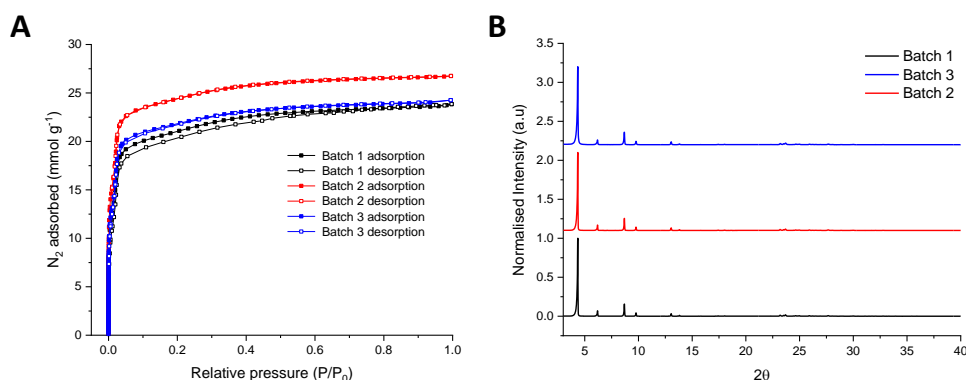 A
30
25
20
15
10
5
0
N₂ adsorbed (mmol g⁻¹)
0.0 0.2 0.4 0.6 0.8 1.0
Relative pressure (P/P₀)
Batch 1 adsorption
Batch 1 desorption
Batch 2 adsorption
Batch 2 desorption
Batch 3 adsorption
Batch 3 desorption
B
3.5
3.0
2.5
2.0
1.5
1.0
0.5
0.0
Normalised Intensity (a.u)
5 10 15 20 25 30 35 40
2θ
Batch 1
Batch 3
Batch 2